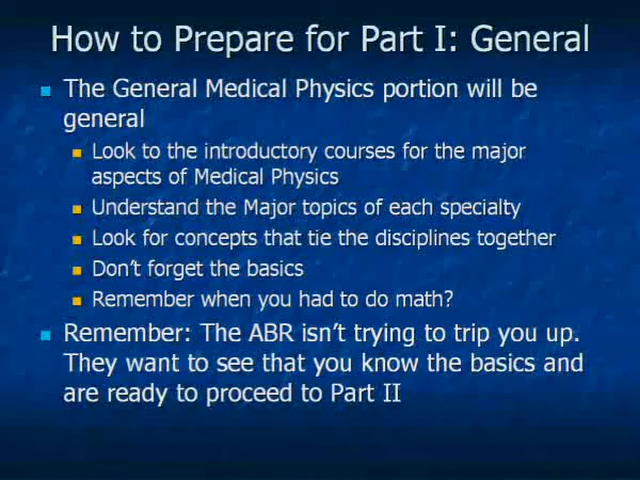 How to Prepare for Part I: General
The General Medical Physics portion will be
general
Look to the introductory courses for the major
aspects of Medical Physics
Understand the Major topics of each specialty
Look for concepts that tie the disciplines together
Don't forget the basics
Remember when you had to do math?
Remember: The ABR isn't trying to trip you up.
They want to see that you know the basics and
are ready to proceed to Part II